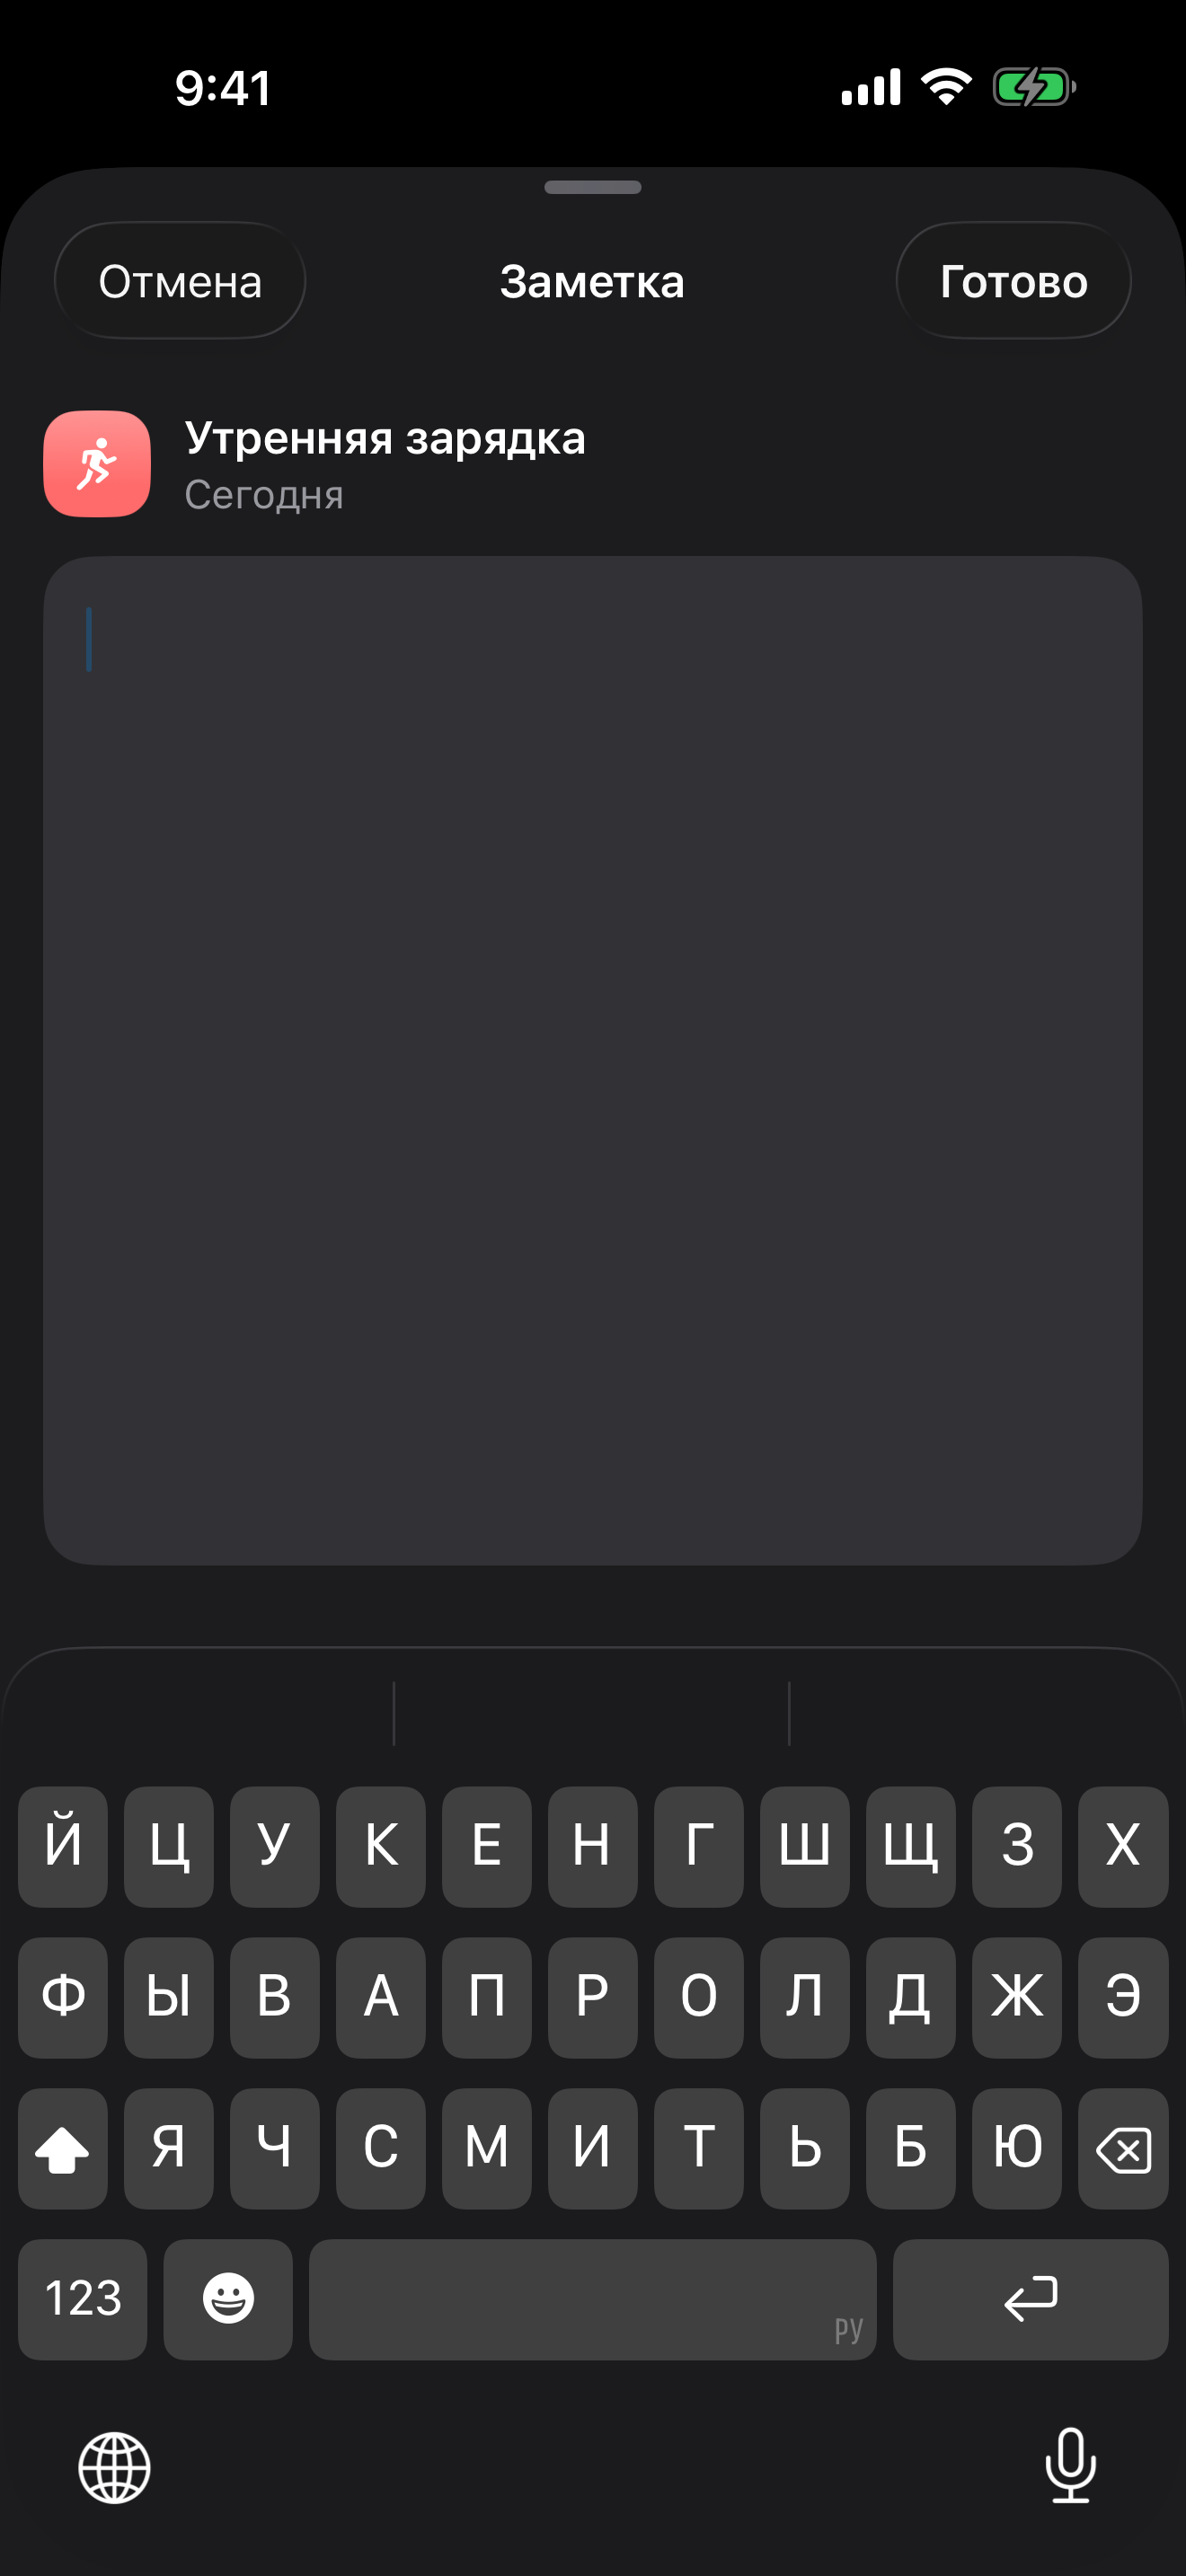 9:41
Отмена Заметка Готово
Утренняя зарядка
Сегодня
Й Ц У К Е Н Г Ш Щ З Х
Ф Ы В А П Р О Л Д Ж Э
Я Ч С М И Т Ь Б Ю
123
РУ